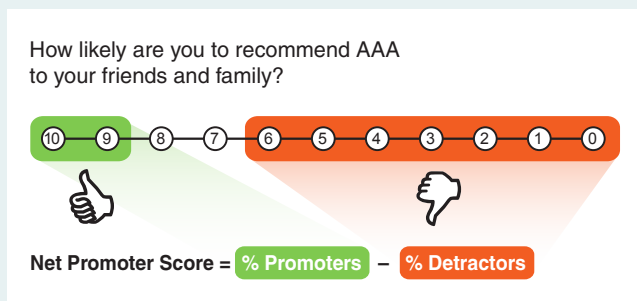 How likely are you to recommend AAA
to your friends and family?
10 9 8 7 6 5 4 3 2 1 0
Net Promoter Score = % Promoters – % Detractors